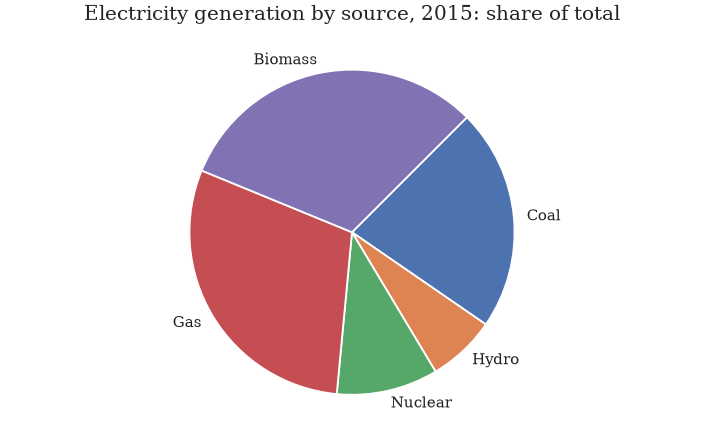 Electricity generation by source, 2015: share of total
Biomass
Coal
Gas
Hydro
Nuclear